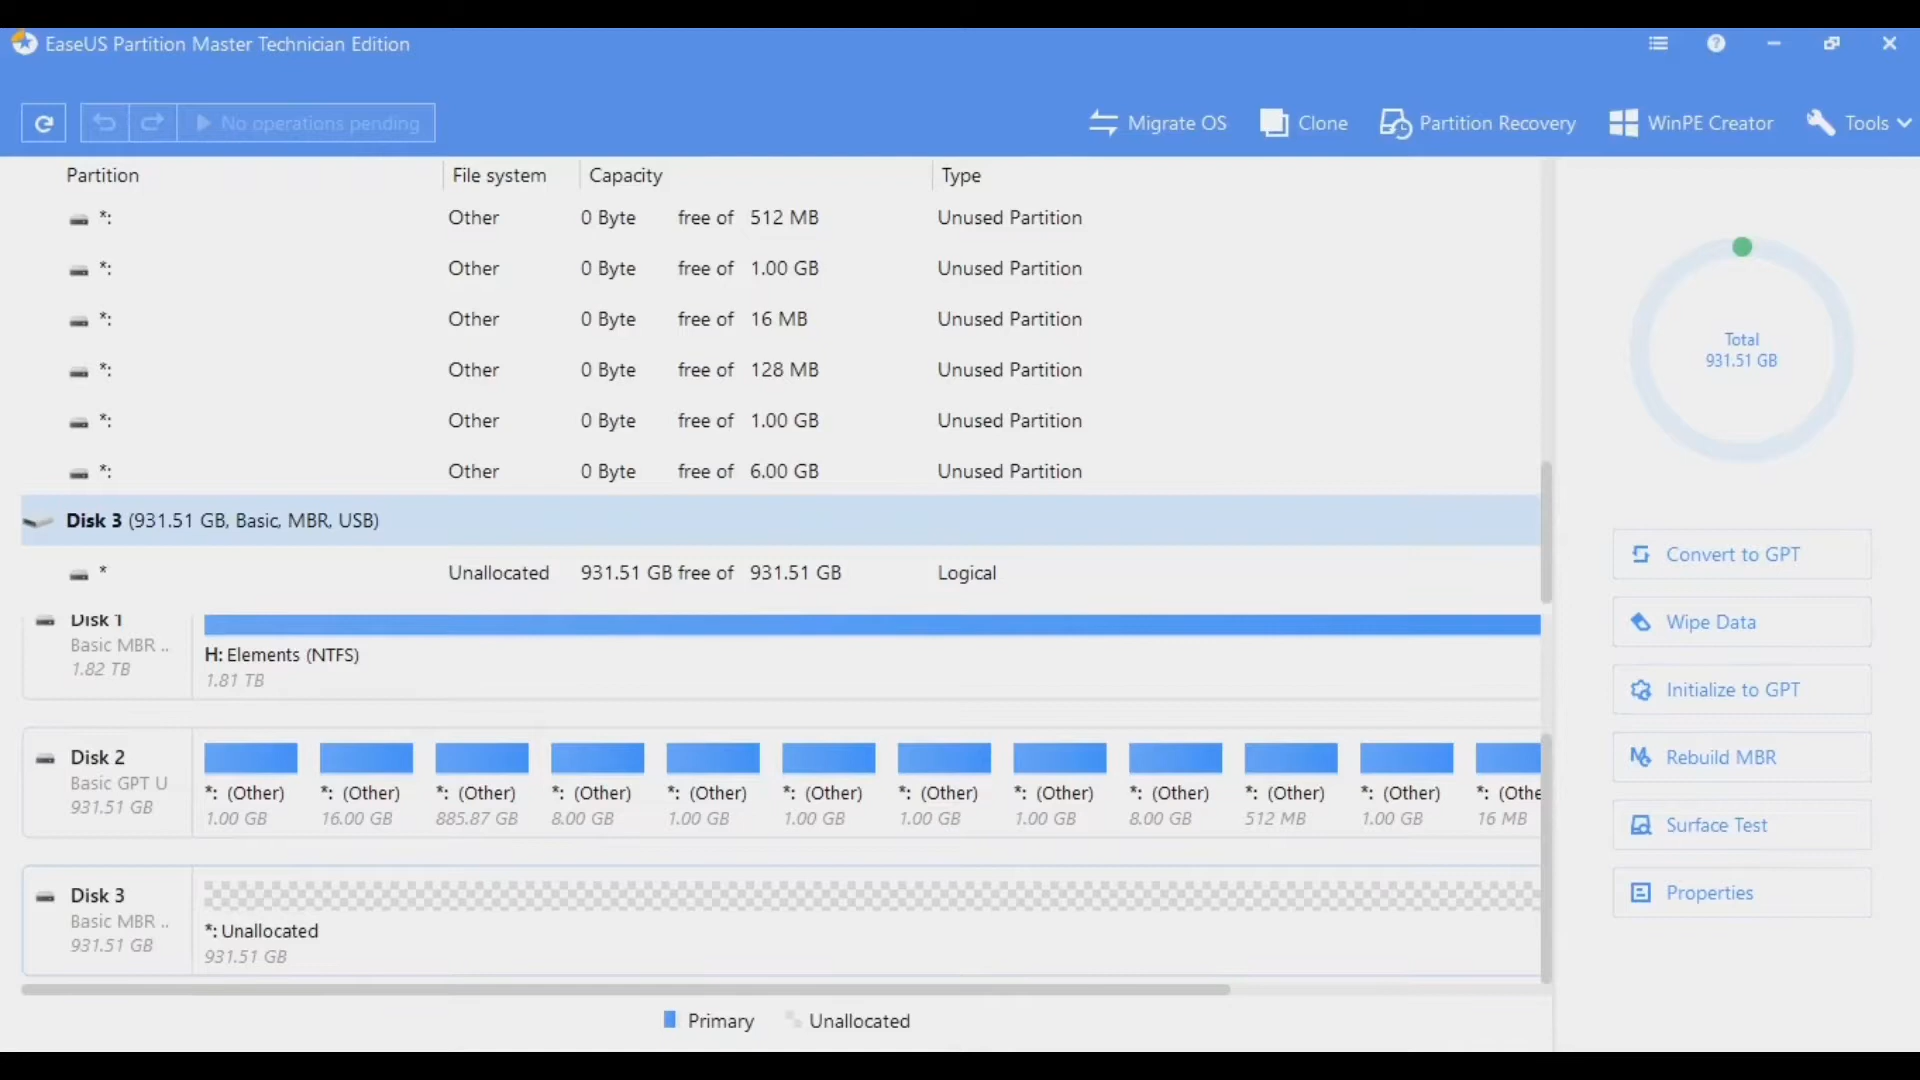 EaseUS Partition Master Technician Edition
No operations pending
Migrate OS
Clone
Partition Recovery
WinPE Creator
Tools
Partition File system Capacity Type
*: Other 0 Byte free of 512 MB Unused Partition
*: Other 0 Byte free of 1.00 GB Unused Partition
*: Other 0 Byte free of 16 MB Unused Partition
*: Other 0 Byte free of 128 MB Unused Partition
*: Other 0 Byte free of 1.00 GB Unused Partition
*: Other 0 Byte free of 6.00 GB Unused Partition
Disk 3 (931.51 GB, Basic, MBR, USB)
* Unallocated 931.51 GB free of 931.51 GB Logical
Disk 1
Basic MBR ..
1.82 TB
H: Elements (NTFS)
1.81 TB
Disk 2
Basic GPT U
931.51 GB
*: (Other) *: (Other) *: (Other) *: (Other) *: (Other) *: (Other) *: (Other) *: (Other) *: (Other) *: (Other) *: (Other) *: (Othe
1.00 GB 16.00 GB 885.87 GB 8.00 GB 1.00 GB 1.00 GB 1.00 GB 1.00 GB 8.00 GB 512 MB 1.00 GB 16 MB
Disk 3
Basic MBR ..
931.51 GB
*: Unallocated
931.51 GB
Primary Unallocated
Total
931.51 GB
Convert to GPT
Wipe Data
Initialize to GPT
Rebuild MBR
Surface Test
Properties